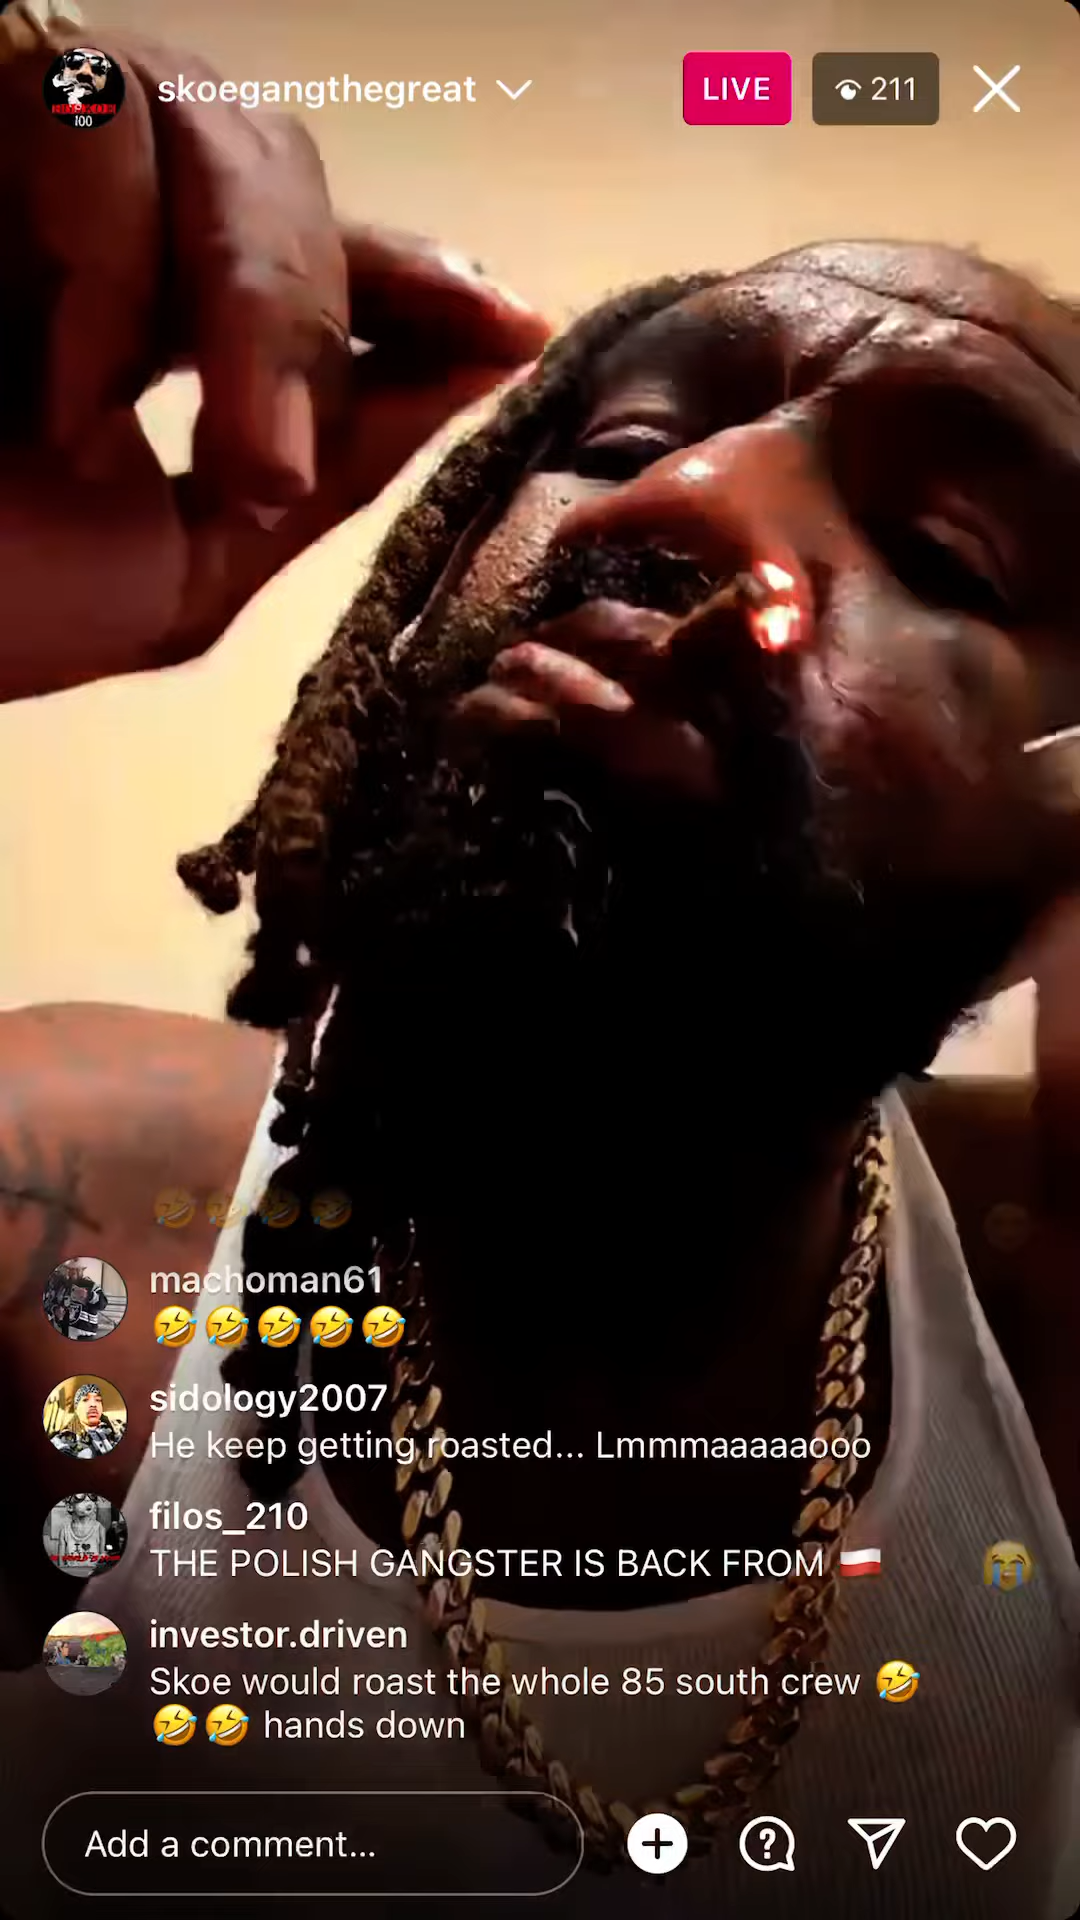 skoegangthegreat
LIVE
211
100
machoman61
🤣🤣🤣🤣🤣
sidology2007
He keep getting roasted... Lmmmaaaaaooo
filos_210
THE POLISH GANGSTER IS BACK FROM 🇵🇱
investor.driven
Skoe would roast the whole 85 south crew 🤣
🤣🤣 hands down
Add a comment...